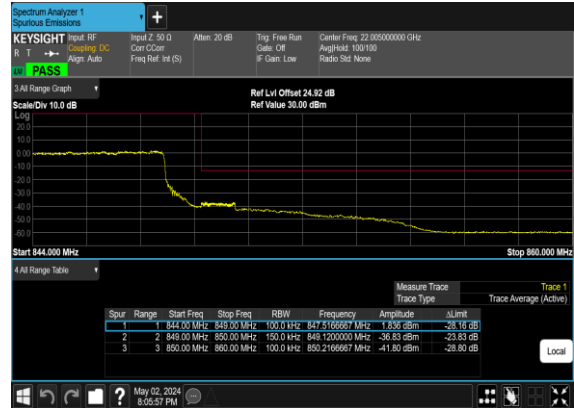 Spectrum Analyzer 1
Spurious Emissions
KEYSIGHT Input: RF Input Z: 50 Ω Atten: 20 dB Trig: Free Run Center Freq: 22.005000000 GHz
R T Coupling: DC Corr CCorr Gate: Off Avg|Hold: 100/100
Align: Auto Freq Ref: Int (S) IF Gain: Low Radio Std: None
LM PASS
3 All Range Graph
Ref Lvl Offset 24.92 dB
Scale/Div 10.0 dB Ref Value 30.00 dBm
Log
20.0
10.0
0.00
-10.0
-20.0
-30.0
-40.0
-50.0
-60.0
Start 844.000 MHz Stop 860.000 MHz
4 All Range Table
Measure Trace Trace 1
Trace Type Trace Average (Active)
Spur Range Start Freq Stop Freq RBW Frequency Amplitude ΔLimit
1 1 844.00 MHz 849.00 MHz 100.0 kHz 847.5166667 MHz 1.836 dBm -28.16 dB
2 2 849.00 MHz 850.00 MHz 150.0 kHz 849.1200000 MHz -36.83 dBm -23.83 dB
3 3 850.00 MHz 860.00 MHz 100.0 kHz 850.2166667 MHz -41.80 dBm -28.80 dB
Local
May 02, 2024
8:05:57 PM